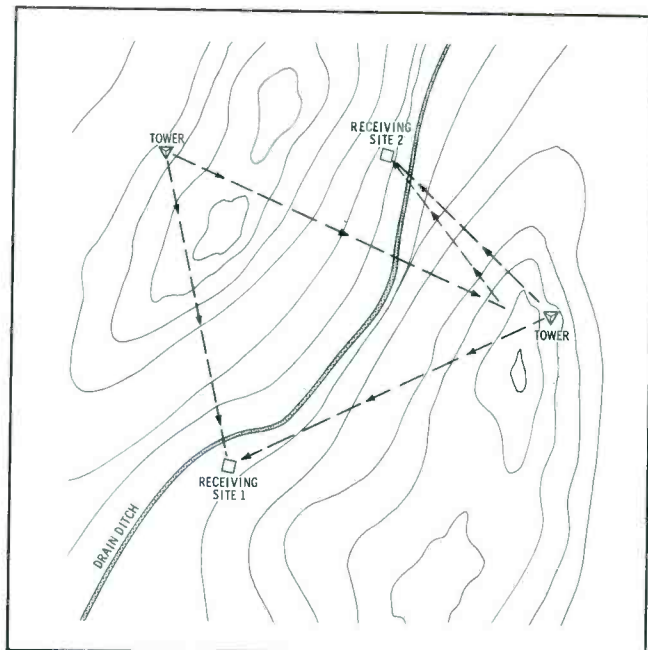 TOWER
RECEIVING
SITE 2
TOWER
RECEIVING
SITE 1
DRAIN DITCH